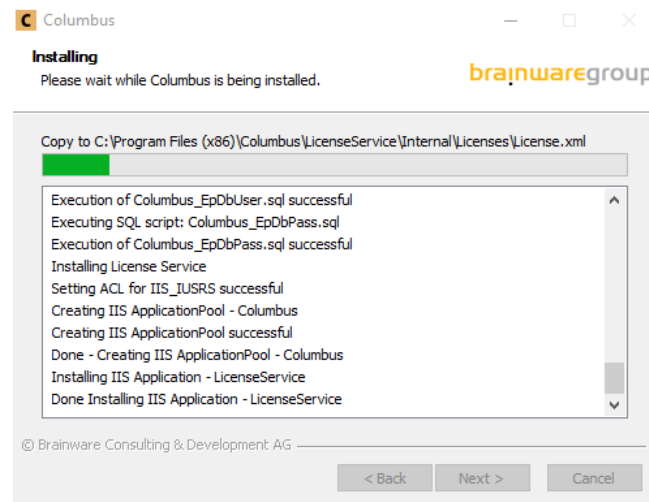 C Columbus
Installing
Please wait while Columbus is being installed.
brainwaregroup
Copy to C:\Program Files (x86)\Columbus\LicenseService\Internal\Licenses\License.xml
Execution of Columbus_EpDbUser.sql successful
Executing SQL script: Columbus_EpDbPass.sql
Execution of Columbus_EpDbPass.sql successful
Installing License Service
Setting ACL for IIS_IUSRS successful
Creating IIS ApplicationPool - Columbus
Creating IIS ApplicationPool successful
Done - Creating IIS ApplicationPool - Columbus
Installing IIS Application - LicenseService
Done Installing IIS Application - LicenseService
© Brainware Consulting & Development AG
< Back Next > Cancel